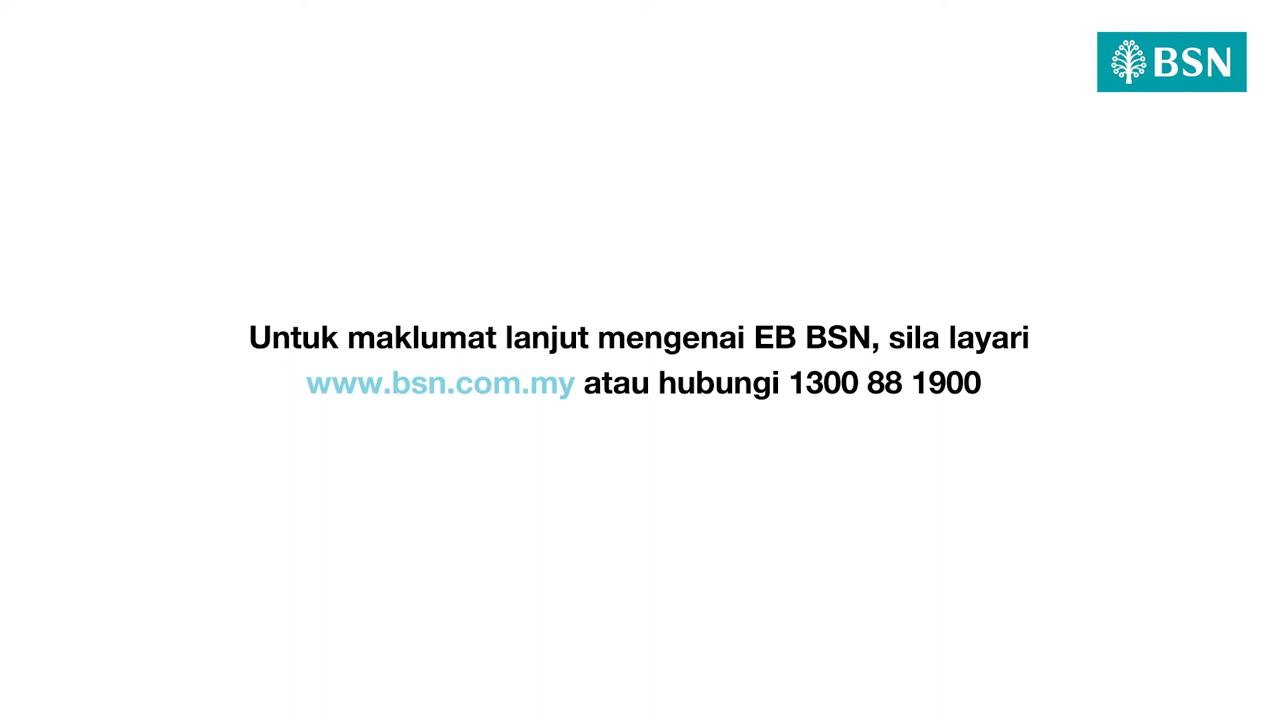 BSN
Untuk maklumat lanjut mengenai EB BSN, sila layari
www.bsn.com.my atau hubungi 1300 88 1900